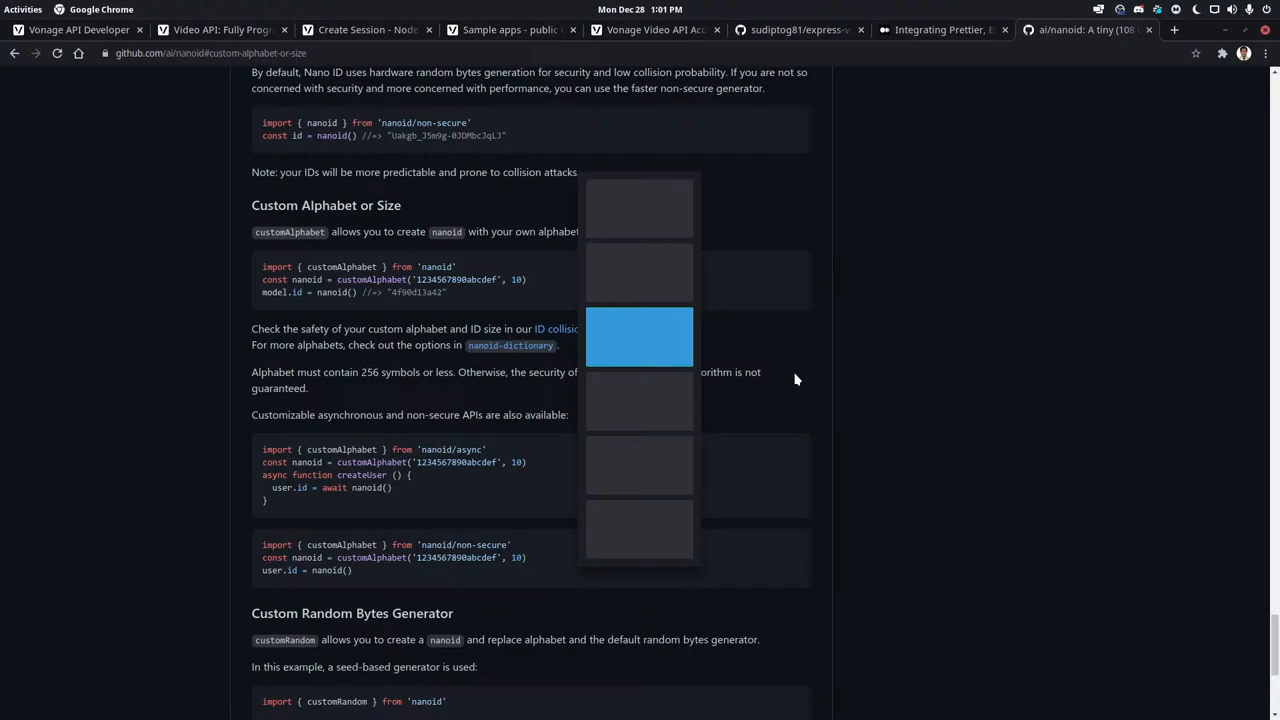 Activities
Google Chrome
Mon Dec 28 1:01 PM
Vonage API Developer
Video API: Fully Progr
Create Session - Node
Sample apps - public
Vonage Video API Acc
sudiptog81/express-v
Integrating Prettier, E
ai/nanoid: A tiny (108
github.com/ai/nanoid#custom-alphabet-or-size
By default, Nano ID uses hardware random bytes generation for security and low collision probability. If you are not so
concerned with security and more concerned with performance, you can use the faster non-secure generator.
import { nanoid } from 'nanoid/non-secure'
const id = nanoid() //=> "Uakgb_J5m9g-0JDMbcJqLJ"
Note: your IDs will be more predictable and prone to collision attacks
Custom Alphabet or Size
customAlphabet allows you to create nanoid with your own alphabet
import { customAlphabet } from 'nanoid'
const nanoid = customAlphabet('1234567890abcdef', 10)
model.id = nanoid() //=> "4f90d13a42"
Check the safety of your custom alphabet and ID size in our ID collisio
For more alphabets, check out the options in nanoid-dictionary.
Alphabet must contain 256 symbols or less. Otherwise, the security of orithm is not
guaranteed.
Customizable asynchronous and non-secure APIs are also available:
import { customAlphabet } from 'nanoid/async'
const nanoid = customAlphabet('1234567890abcdef', 10)
async function createUser () {
user.id = await nanoid()
}
import { customAlphabet } from 'nanoid/non-secure'
const nanoid = customAlphabet('1234567890abcdef', 10)
user.id = nanoid()
Custom Random Bytes Generator
customRandom allows you to create a nanoid and replace alphabet and the default random bytes generator.
In this example, a seed-based generator is used:
import { customRandom } from 'nanoid'